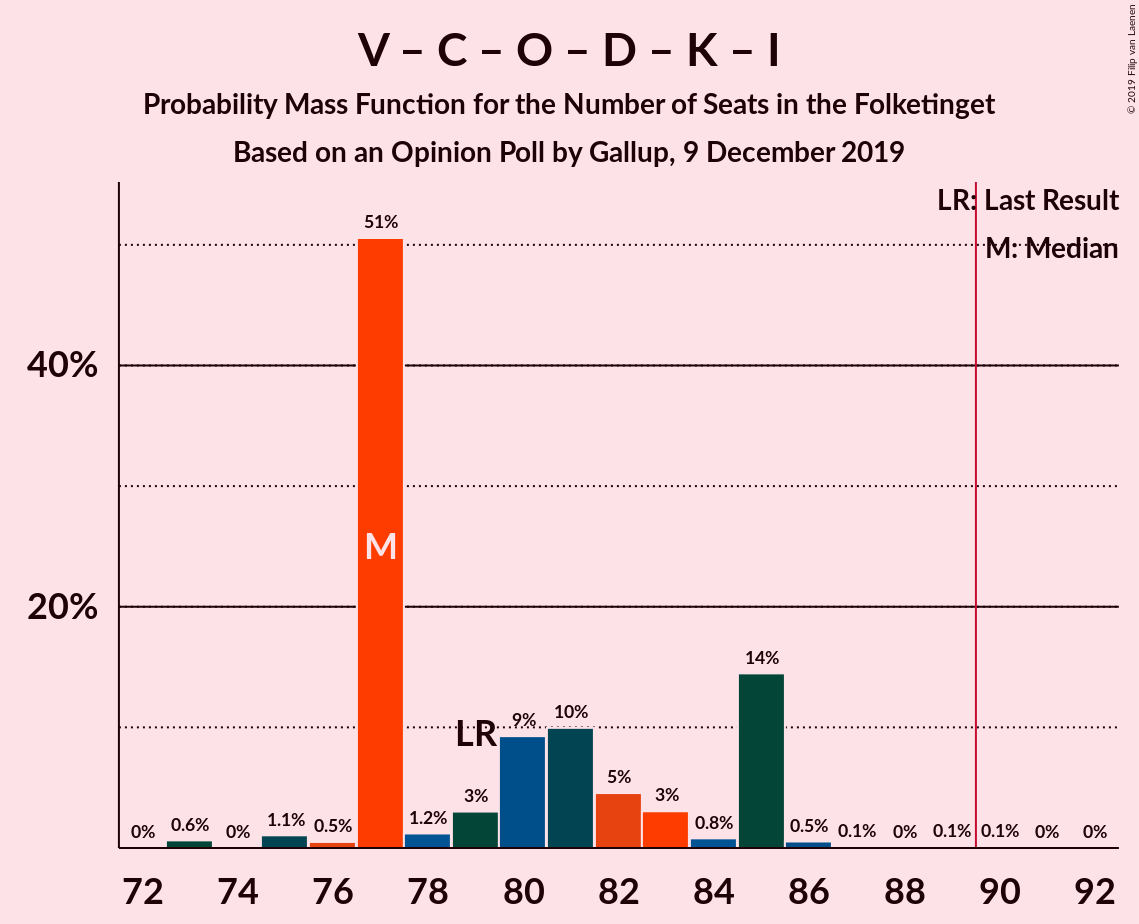 V – C – O – D – K – I
Probability Mass Function for the Number of Seats in the Folketinget
Based on an Opinion Poll by Gallup, 9 December 2019
© 2019 Filip van Laenen
LR: Last Result
M: Median
40%
20%
0%
0.6%
0%
1.1%
0.5%
51%
M
1.2%
3%
LR
9%
10%
5%
3%
0.8%
14%
0.5%
0.1%
0%
0.1%
0.1%
0%
0%
72 74 76 78 80 82 84 86 88 90 92